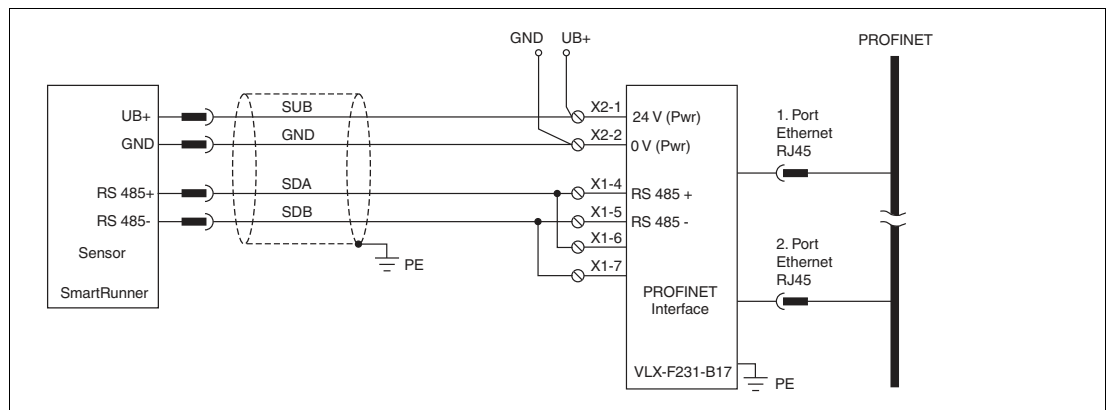 GND UB+
PROFINET
UB+
SUB
X2-1
24 V (Pwr)
GND
GND
X2-2
0 V (Pwr)
1. Port
Ethernet
RJ45
RS 485+
SDA
X1-4
RS 485 +
RS 485-
SDB
X1-5
RS 485 -
X1-6
X1-7
Sensor
SmartRunner
PE
PROFINET
Interface
2. Port
Ethernet
RJ45
VLX-F231-B17
PE